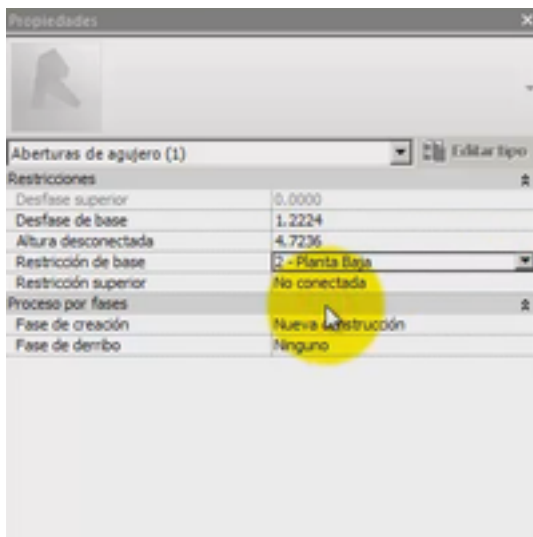 Propiedades
Aberturas de agujero (1) Editar tipo
Restricciones
Desfase superior 0.0000
Desfase de base 1.2224
Altura desconectada 4.7236
Restricción de base 2 - Planta Baja
Restricción superior No conectada
Proceso por fases
Fase de creación Nueva construcción
Fase de derribo Ninguno